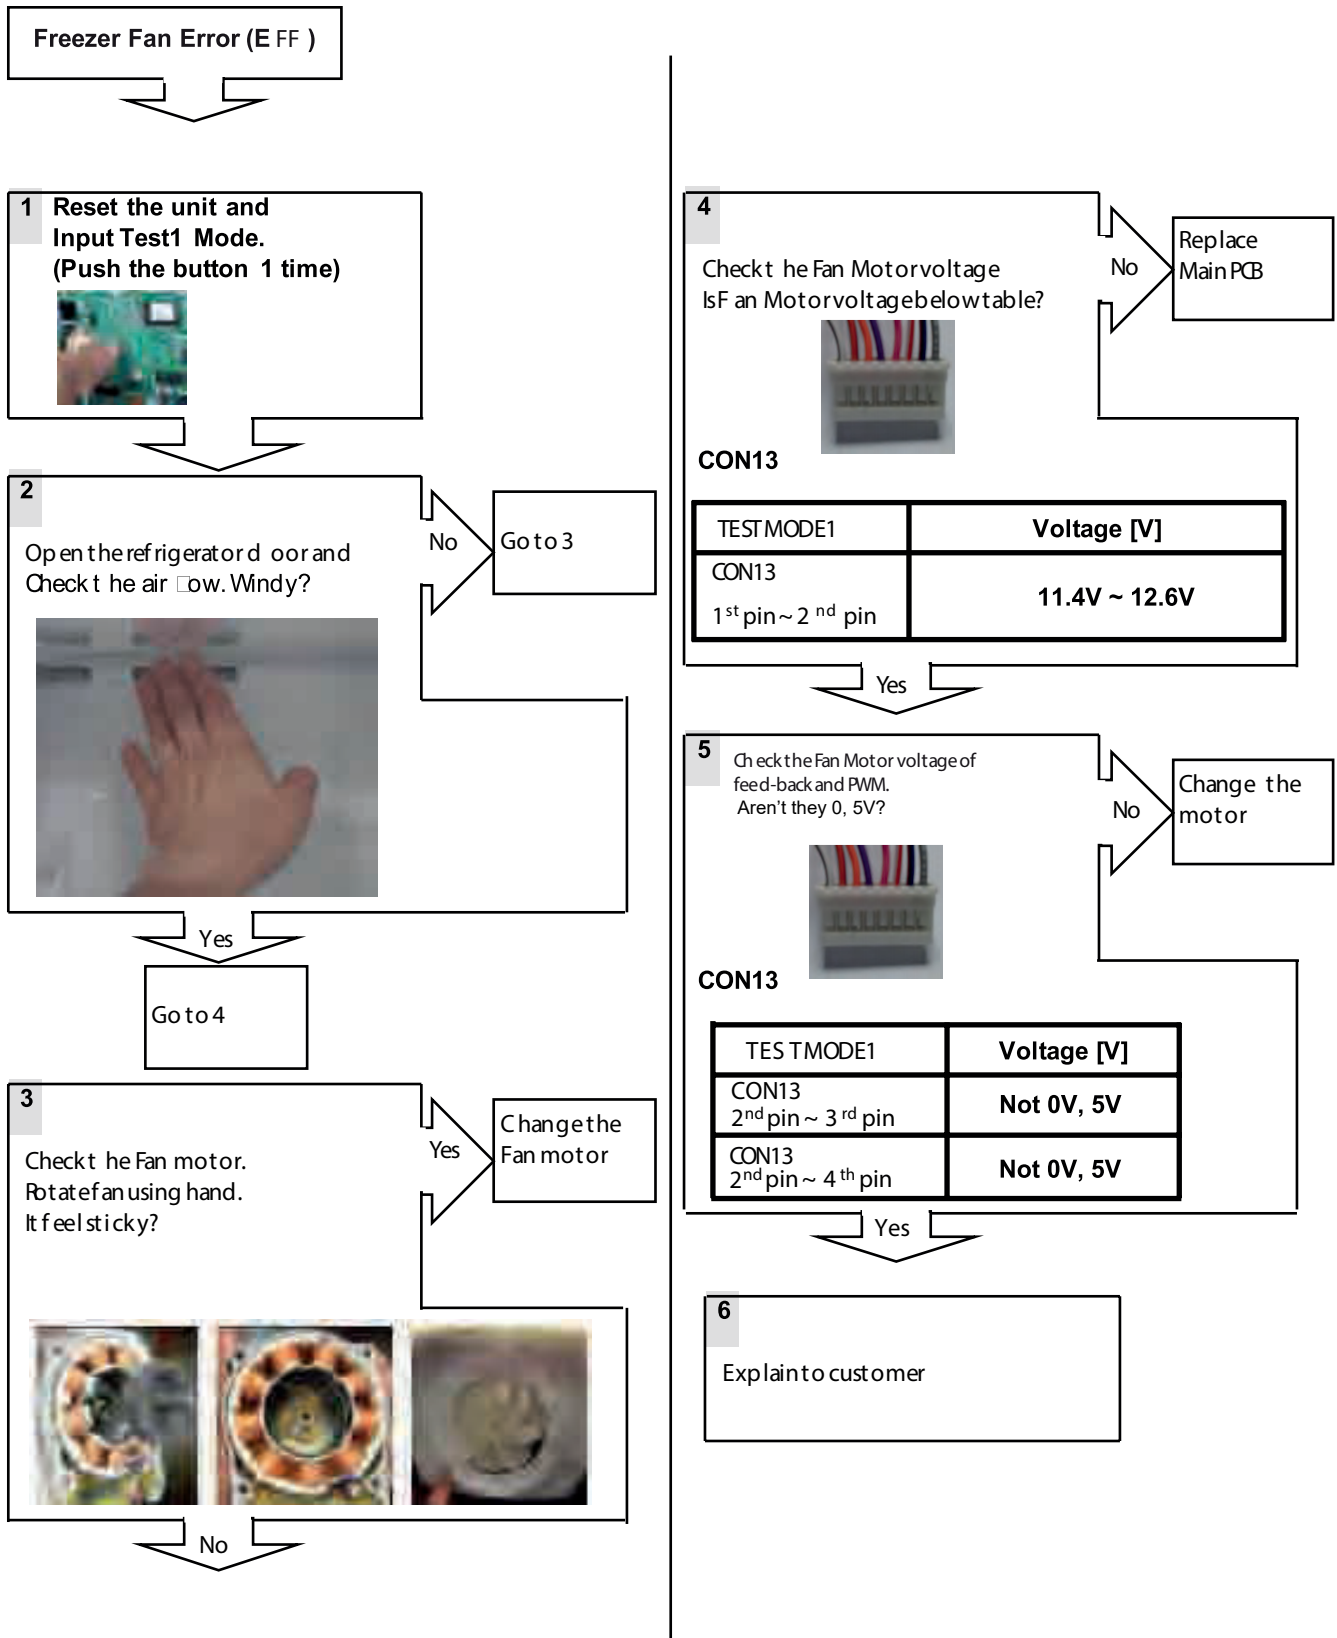 Freezer Fan Error (E FF )
1 Reset the unit and
Input Test1 Mode.
(Push the button 1 time)
2
Open the refrigerator door and
Check the air □ow. Windy?
No
Go to 3
Yes
Go to 4
3
Check the Fan motor.
Rotate fan using hand.
It feel sticky?
Yes
Change the
Fan motor
No
4
Check the Fan Motor voltage
Is Fan Motor voltage below table?
No
Replace
Main PCB
CON13
TEST MODE1 Voltage [V]
CON13
1st pin ~ 2nd pin
11.4V ~ 12.6V
Yes
5
Check the Fan Motor voltage of
feed-back and PWM.
Aren't they 0, 5V?
No
Change the
motor
CON13
TEST MODE1 Voltage [V]
CON13
2nd pin ~ 3rd pin
Not 0V, 5V
CON13
2nd pin ~ 4th pin
Not 0V, 5V
Yes
6
Explain to customer